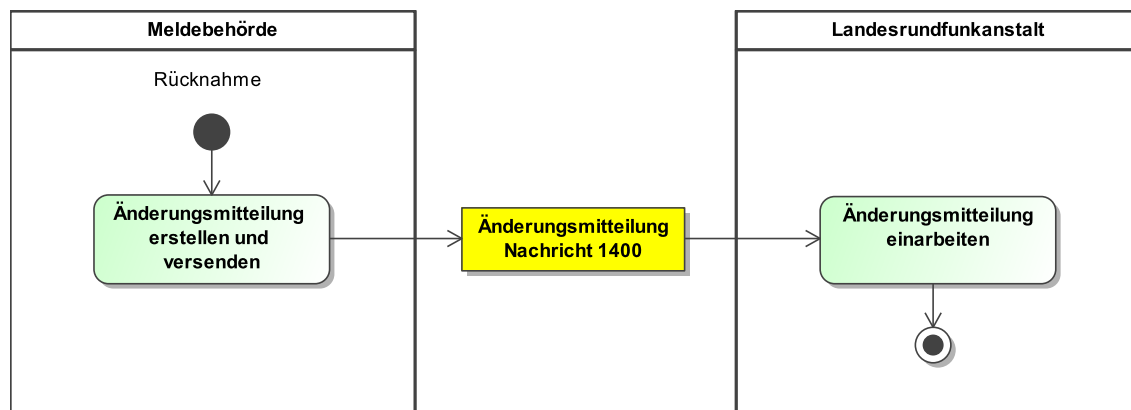 Meldebehörde
Landesrundfunkanstalt
Rücknahme
Änderungsmitteilung
erstellen und
versenden
Änderungsmitteilung
Nachricht 1400
Änderungsmitteilung
einarbeiten